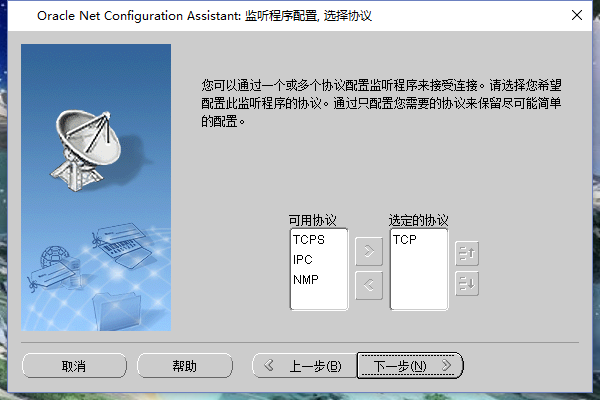 Oracle Net Configuration Assistant: 监听程序配置, 选择协议
您可以通过一个或多个协议配置监听程序来接受连接。请选择您希望
配置此监听程序的协议。通过只配置您需要的协议来保留尽可能简单
的配置。
可用协议 选定的协议
TCPS TCP
IPC
NMP
取消 帮助 上一步(B) 下一步(N)